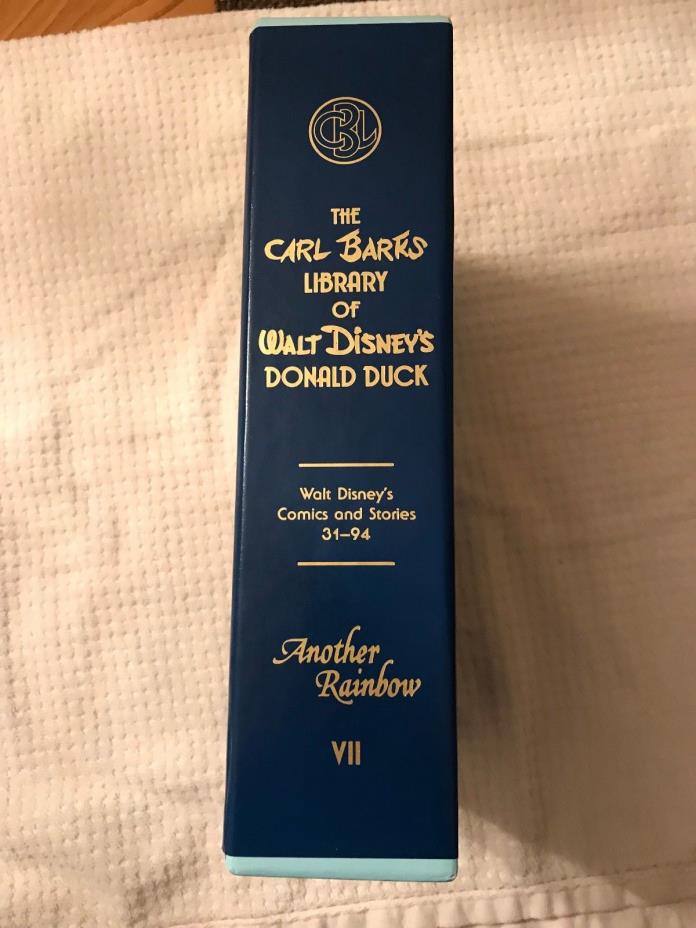 CBL
THE
CARL BARKS
LIBRARY
OF
WALT DISNEY'S
DONALD DUCK
Walt Disney's
Comics and Stories
31–94
Another
Rainbow
VII